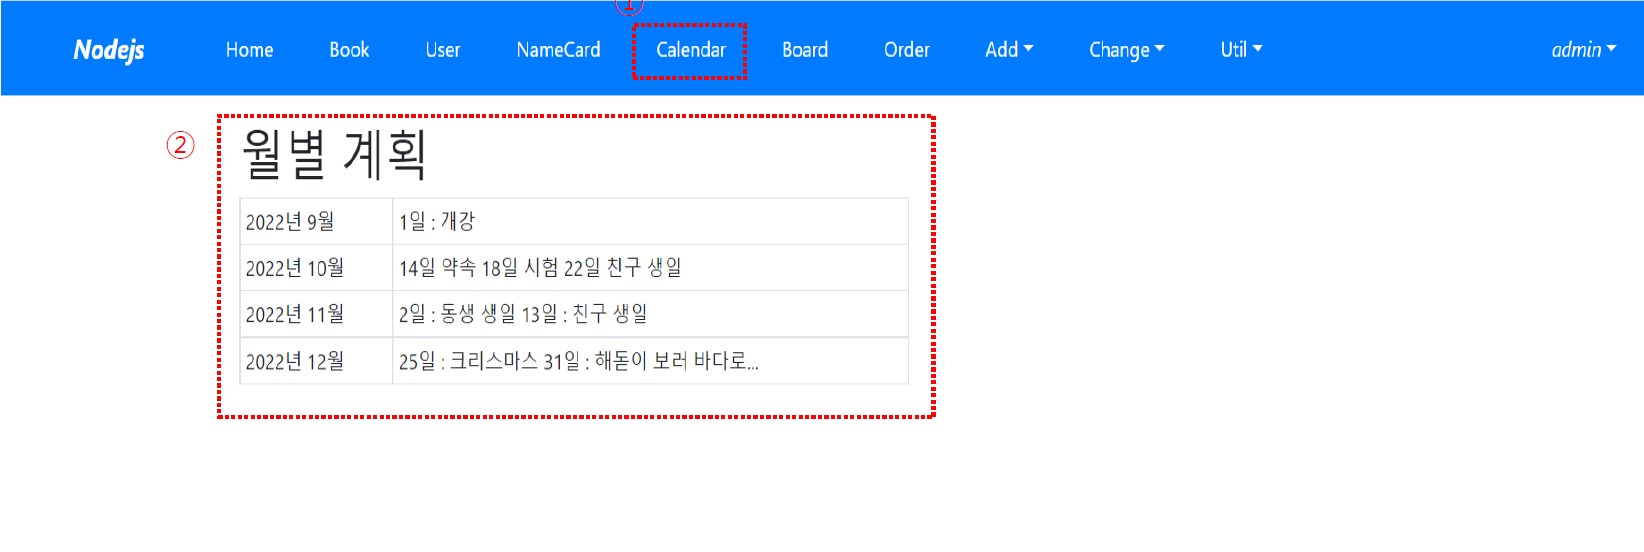 ①
Nodejs Home Book User NameCard Calendar Board Order Add Change Util admin
②
월별 계획
2022년 9월 1일 : 개강
2022년 10월 14일 약속 18일 시험 22일 친구 생일
2022년 11월 2일 : 동생 생일 13일 : 친구 생일
2022년 12월 25일 : 크리스마스 31일 : 해돋이 보러 바다로...